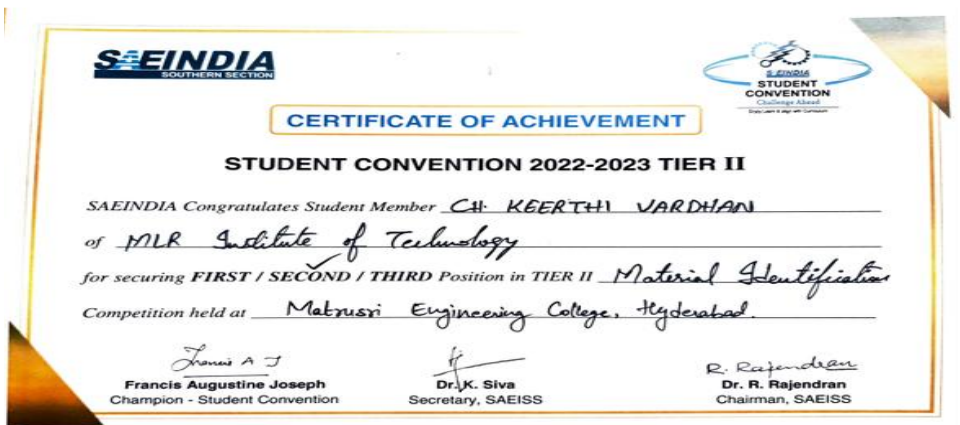 SAEINDIA
SOUTHERN SECTION
SAEINDIA
STUDENT
CONVENTION
Challenge Ahead
CERTIFICATE OF ACHIEVEMENT
STUDENT CONVENTION 2022-2023 TIER II
SAEINDIA Congratulates Student Member CH. KEERTHI VARDHAN
of MLR Institute of Technology
for securing FIRST / SECOND / THIRD Position in TIER II Material Identification
Competition held at Matrusri Engineering College, Hyderabad.
Francis A J
R. Rajendran
Francis Augustine Joseph
Dr. K. Siva
Dr. R. Rajendran
Champion - Student Convention
Secretary, SAEISS
Chairman, SAEISS